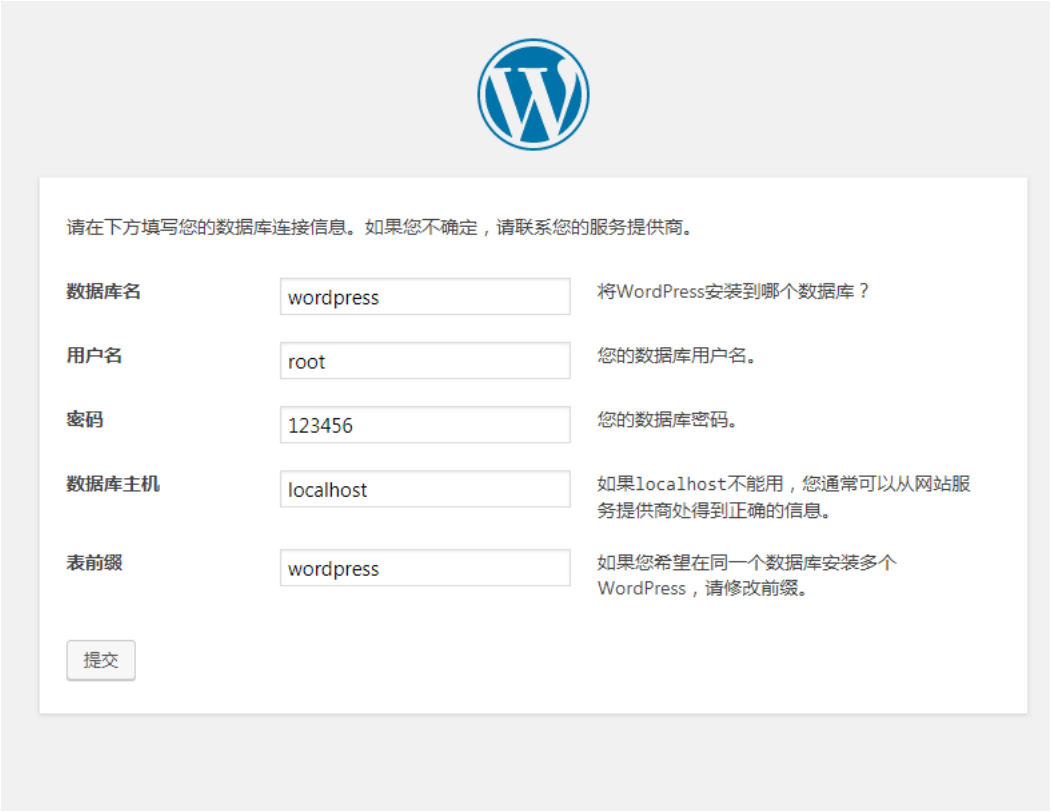 请在下方填写您的数据库连接信息。如果您不确定，请联系您的服务提供商。
数据库名 wordpress 将WordPress安装到哪个数据库？
用户名 root 您的数据库用户名。
密码 123456 您的数据库密码。
数据库主机 localhost 如果localhost不能用，您通常可以从网站服
务提供商处得到正确的信息。
表前缀 wordpress 如果您希望在同一个数据库安装多个
WordPress，请修改前缀。
提交